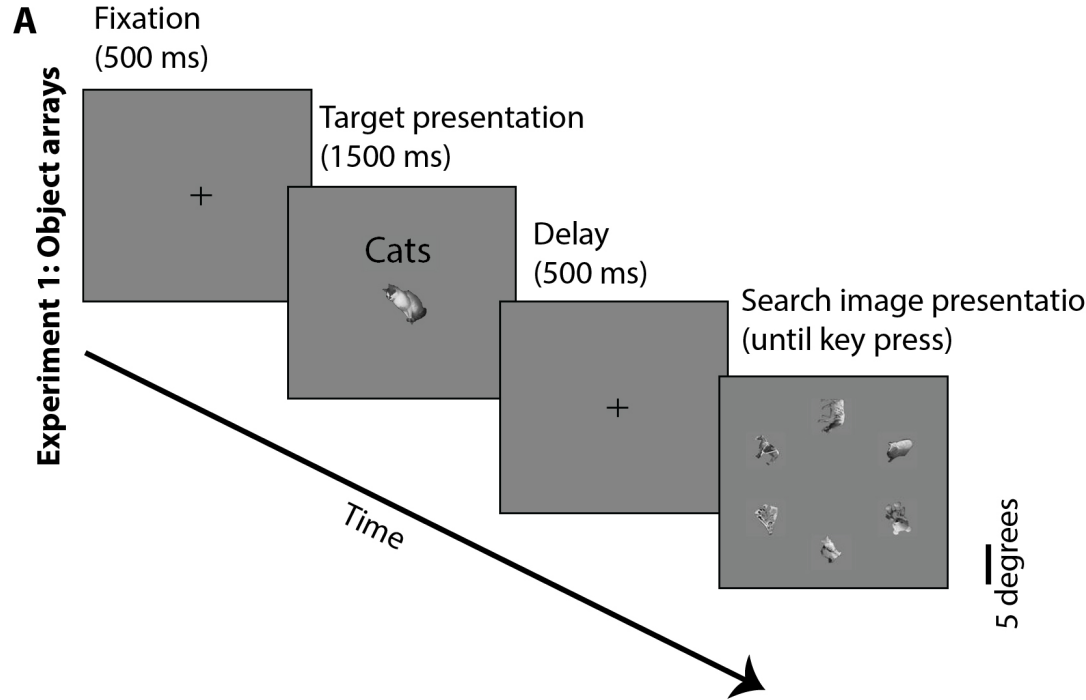 A
Fixation
(500 ms)
Experiment 1: Object arrays
Target presentation
(1500 ms)
Cats
Delay
(500 ms)
Search image presentatio
(until key press)
Time
5 degrees